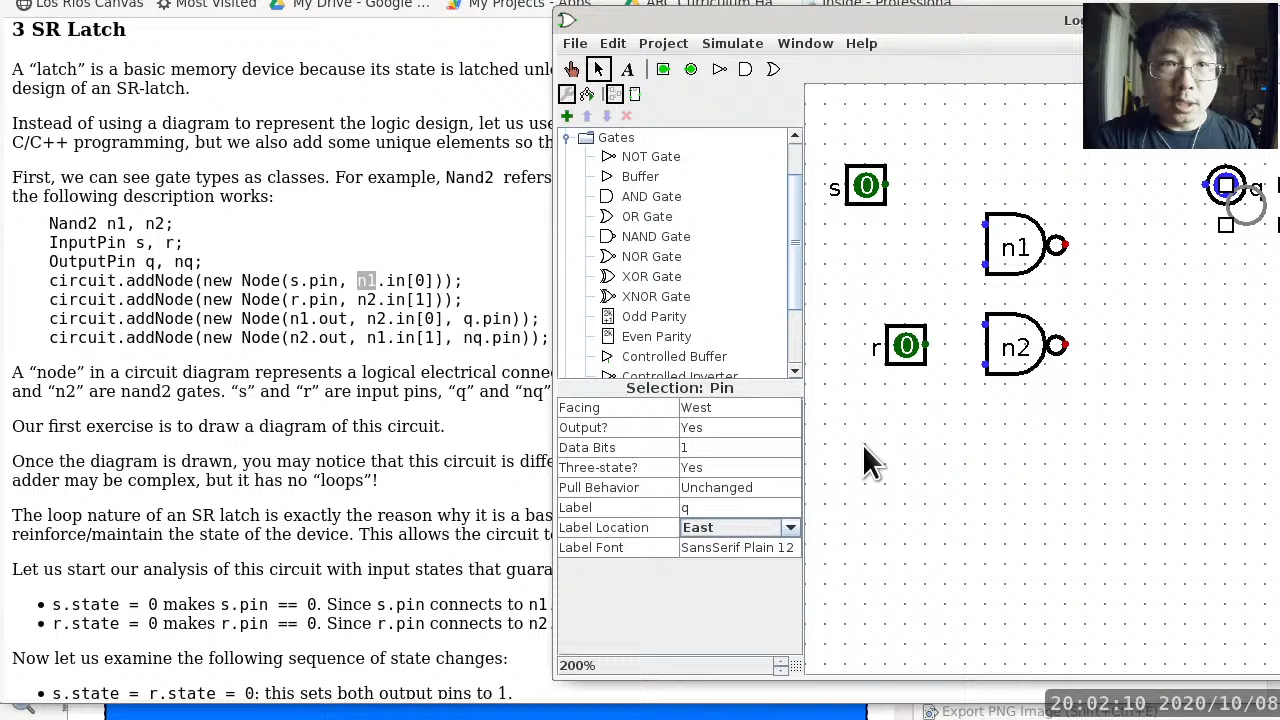 Los Rios Canvas
Most Visited
My Drive - Google ...
My Projects - Apps
ARC Curriculum Ha
Inside - Professiona
3 SR Latch
A “latch” is a basic memory device because its state is latched
design of an SR-latch.
Instead of using a diagram to represent the logic design, let us use
C/C++ programming, but we also add some unique elements so
First, we can see gate types as classes. For example, Nand2 refers
the following description works:
Nand2 n1, n2;
InputPin s, r;
OutputPin q, nq;
circuit.addNode(new Node(s.pin, n1.in[0]));
circuit.addNode(new Node(r.pin, n2.in[1]));
circuit.addNode(new Node(n1.out, n2.in[0], q.pin));
circuit.addNode(new Node(n2.out, n1.in[1], nq.pin));
A “node” in a circuit diagram represents a logical electrical
and “n2” are nand2 gates. “s” and “r” are input pins, “q” and “nq”
Our first exercise is to draw a diagram of this circuit.
Once the diagram is drawn, you may notice that this circuit is
adder may be complex, but it has no “loops”!
The loop nature of an SR latch is exactly the reason why it is a
reinforce/maintain the state of the device. This allows the circuit
Let us start our analysis of this circuit with input states that
s.state = 0 makes s.pin == 0. Since s.pin connects to n1.
r.state = 0 makes r.pin == 0. Since r.pin connects to n2.
Now let us examine the following sequence of state changes:
s.state = r.state = 0: this sets both output pins to 1.
File Edit Project Simulate Window Help
Gates
NOT Gate
Buffer
AND Gate
OR Gate
NAND Gate
NOR Gate
XOR Gate
XNOR Gate
Odd Parity
Even Parity
Controlled Buffer
Controlled Inverter
Selection: Pin
Facing West
Output? Yes
Data Bits 1
Three-state? Yes
Pull Behavior Unchanged
Label q
Label Location East
Label Font SansSerif Plain 12
200%
s 0
n1
r 0
n2
q
20:02:10 2020/10/08
Export PNG Image (Shift+Ctrl+E)